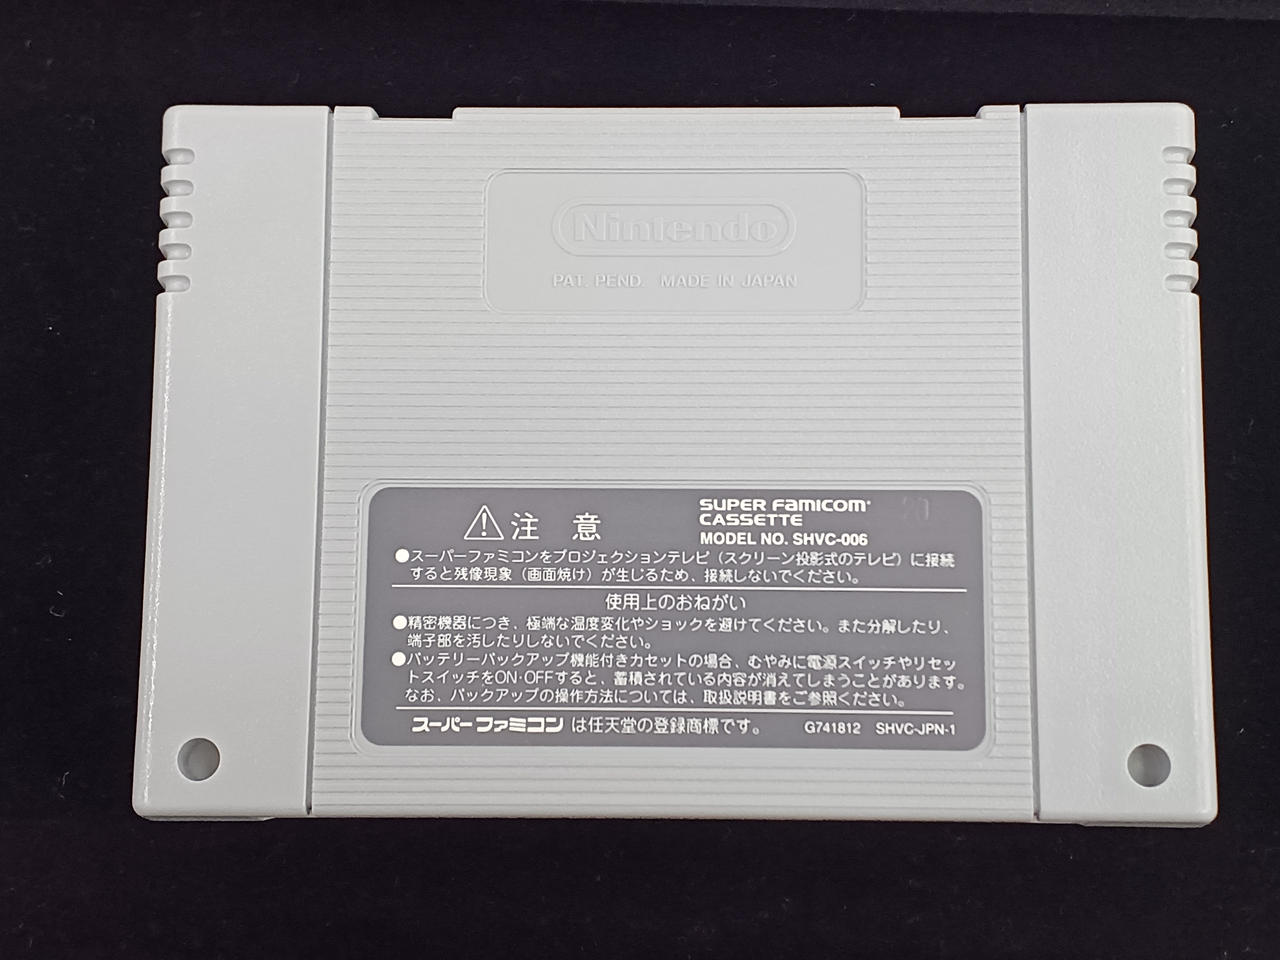 Nintendo
PAT. PEND. MADE IN JAPAN
⚠注 意
SUPER FAMICOM
CASSETTE 20
MODEL NO. SHVC-006
●スーパーファミコンをプロジェクションテレビ（スクリーン投影式のテレビ）に接続
すると残像現象（画面焼け）が生じるため、接続しないでください。
使用上のおねがい
●精密機器につき、極端な温度変化やショックを避けてください。また分解したり、
端子部を汚したりしないでください。
●バッテリーバックアップ機能付きカセットの場合、むやみに電源スイッチやリセッ
トスイッチをON・OFFすると、蓄積されている内容が消えてしまうことがあります。
なお、バックアップの操作方法については、取扱説明書をご参照ください。
スーパーファミコンは任天堂の登録商標です。 G741812 SHVC-JPN-1